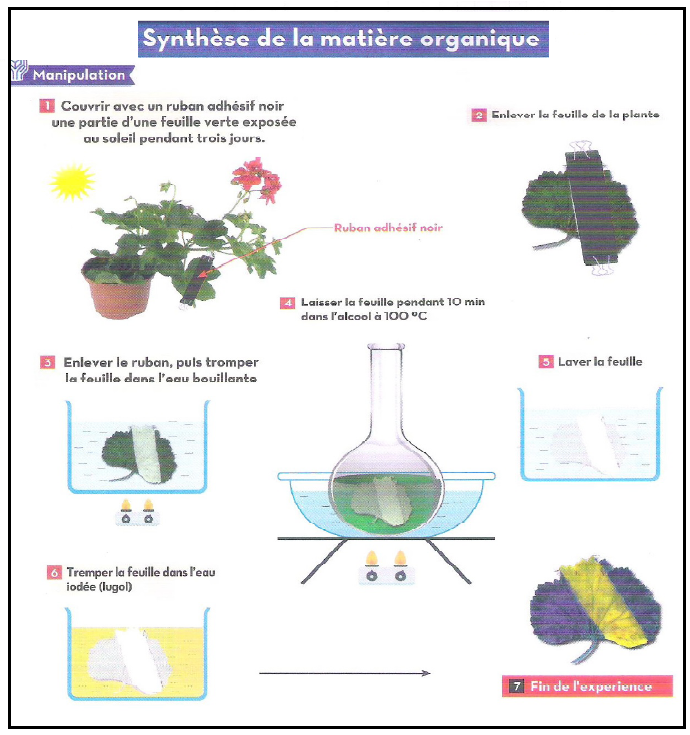 Synthèse de la matière organique
Manipulation
1 Couvrir avec un ruban adhésif noir
une partie d'une feuille verte exposée
au soleil pendant trois jours.
2 Enlever la feuille de la plante
Ruban adhésif noir
3 Enlever le ruban, puis tromper
la feuille dans l'eau bouillante
4 Laisser la feuille pendant 10 min
dans l'alcool à 100 °C
5 Laver la feuille
6 Tremper la feuille dans l'eau
iodée (lugol)
7 Fin de l'experience